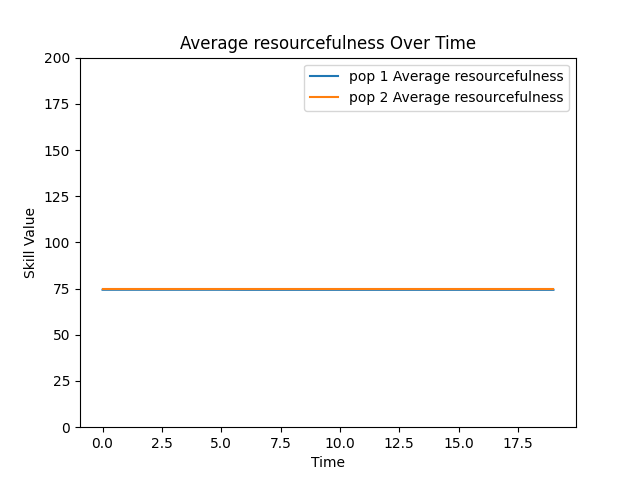 Average resourcefulness Over Time
pop 1 Average resourcefulness
pop 2 Average resourcefulness
200
175
150
125
100
75
50
25
0
Skill Value
0.0 2.5 5.0 7.5 10.0 12.5 15.0 17.5
Time